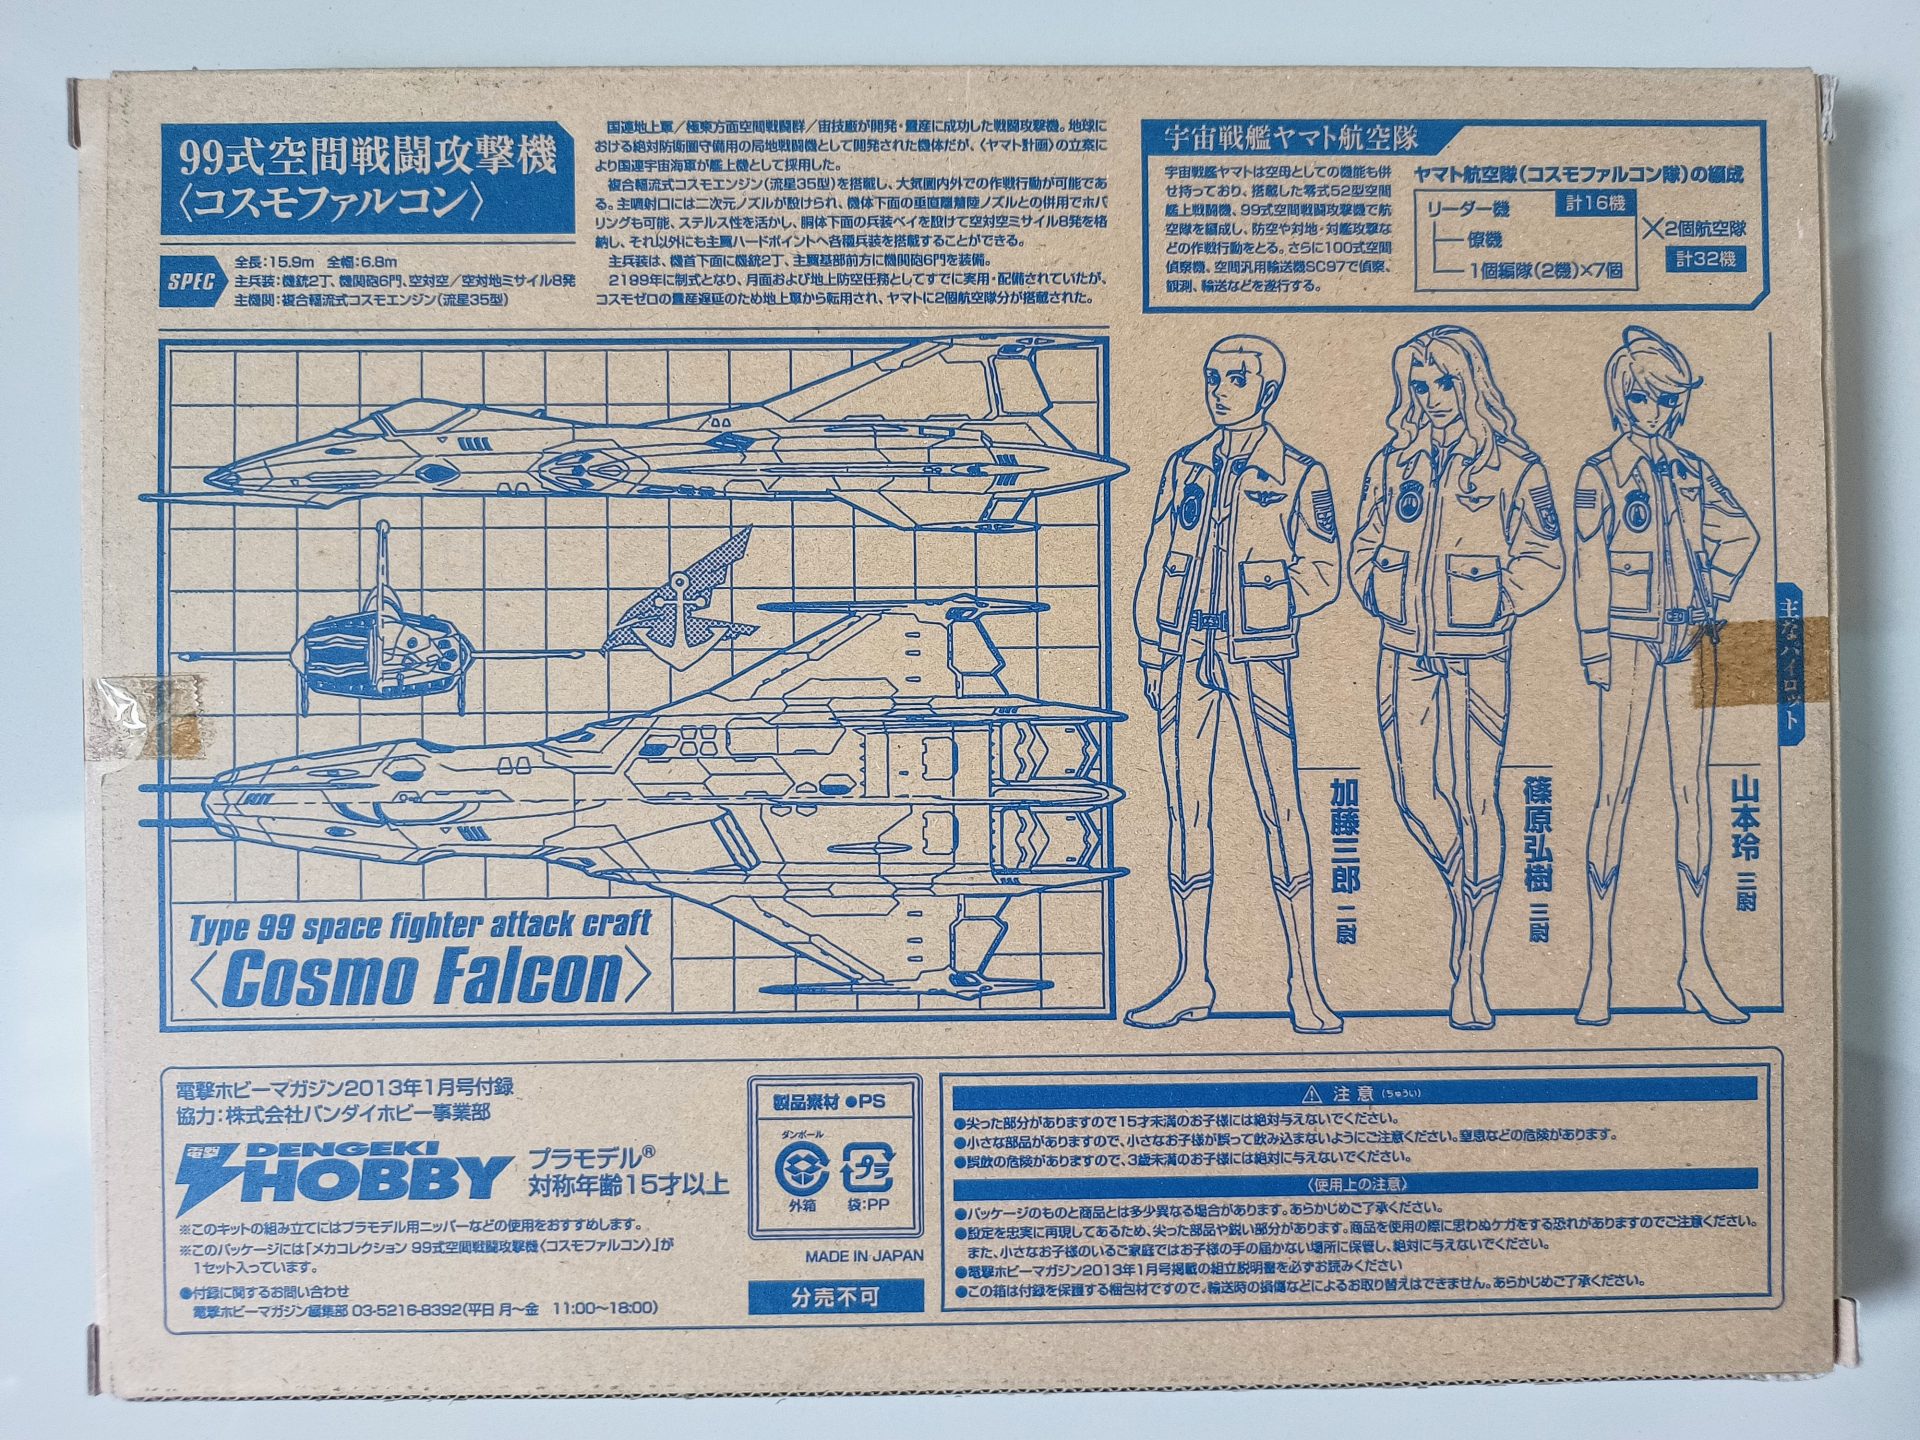 99式空間戦闘攻撃機
〈コスモファルコン〉
SPEC
全長:15.9m 全幅:6.8m
主兵装:機銃2丁、機関砲6門、空対空／空対地ミサイル8発
主機関:複合輻流式コスモエンジン(流星35型)
国連地上軍／極東方面空間戦闘群／宙技廠が開発・量産に成功した戦闘攻撃機。地球に
おける絶対防衛圏守備用の局地戦闘機として開発された機体だが、〈ヤマト計画〉の立案に
より国連宇宙海軍が艦上機として採用した。
複合輻流式コスモエンジン(流星35型)を搭載し、大気圏内外での作戦行動が可能であ
る。主噴射口には二次元ノズルが設けられ、機体下面の垂直離着陸ノズルとの併用でホバ
リングも可能、ステルス性を活かし、胴体下面の兵装ベイを設けて空対空ミサイル8発を格
納し、それ以外にも主翼ハードポイントへ各種兵装を搭載することができる。
主兵装は、機首下面に機銃2丁、主翼基部前方に機関砲6門を装備。
2199年に制式となり、月面および地上防空任務としてすでに実用・配備されていたが、
コスモゼロの量産遅延のため地上軍から転用され、ヤマトに2個航空隊分が搭載された。
宇宙戦艦ヤマト航空隊
宇宙戦艦ヤマトは空母としての機能も併
せ持っており、搭載した零式52型空間
艦上戦闘機、99式空間戦闘攻撃機で航
空隊を編成し、防空や対地・対艦攻撃な
どの作戦行動をとる。さらに100式空間
偵察機、空間汎用輸送機SC97で偵察、
観測、輸送などを遂行する。
ヤマト航空隊(コスモファルコン隊)の編成
リーダー機
計16機
僚機
1個編隊(2機)×7個
×2個航空隊
計32機
主なパイロット
加藤三郎 二尉
篠原弘樹 三尉
山本玲 三尉
Type 99 space fighter attack craft
〈Cosmo Falcon〉
電撃ホビーマガジン2013年1月号付録
協力:株式会社バンダイホビー事業部
電撃
DENGEKI
HOBBY
プラモデル®
対称年齢15才以上
※このキットの組み立てにはプラモデル用ニッパーなどの使用をおすすめします。
※このパッケージには「メカコレクション 99式空間戦闘攻撃機〈コスモファルコン〉」が
1セット入っています。
●付録に関するお問い合わせ
電撃ホビーマガジン編集部 03-5216-8392(平日 月〜金 11:00〜18:00)
製品素材 ●PS
ダンボール
外箱
プラ
袋:PP
MADE IN JAPAN
分売不可
⚠ 注意 (ちゅうい)
●尖った部分がありますので15才未満のお子様には絶対与えないでください。
●小さな部品がありますので、小さなお子様が誤って飲み込まないようにご注意ください。窒息などの危険があります。
●誤飲の危険がありますので、3歳未満のお子様には絶対に与えないでください。
〈使用上の注意〉
●パッケージのものと商品とは多少異なる場合があります。あらかじめご了承ください。
●設定を忠実に再現してあるため、尖った部品や鋭い部分があります。商品を使用の際に思わぬケガをする恐れがありますのでご注意ください。
また、小さなお子様のいるご家庭ではお子様の手の届かない場所に保管し、絶対に与えないでください。
●電撃ホビーマガジン2013年1月号掲載の組立説明書を必ずお読みください
●この箱は付録を保護する梱包材ですので、輸送時の損傷などによるお取り替えはできません。あらかじめご了承ください。